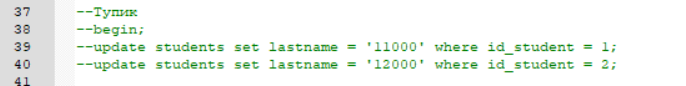 37 --Тупик
38 --begin;
39 --update students set lastname = '11000' where id_student = 1;
40 --update students set lastname = '12000' where id_student = 2;
41